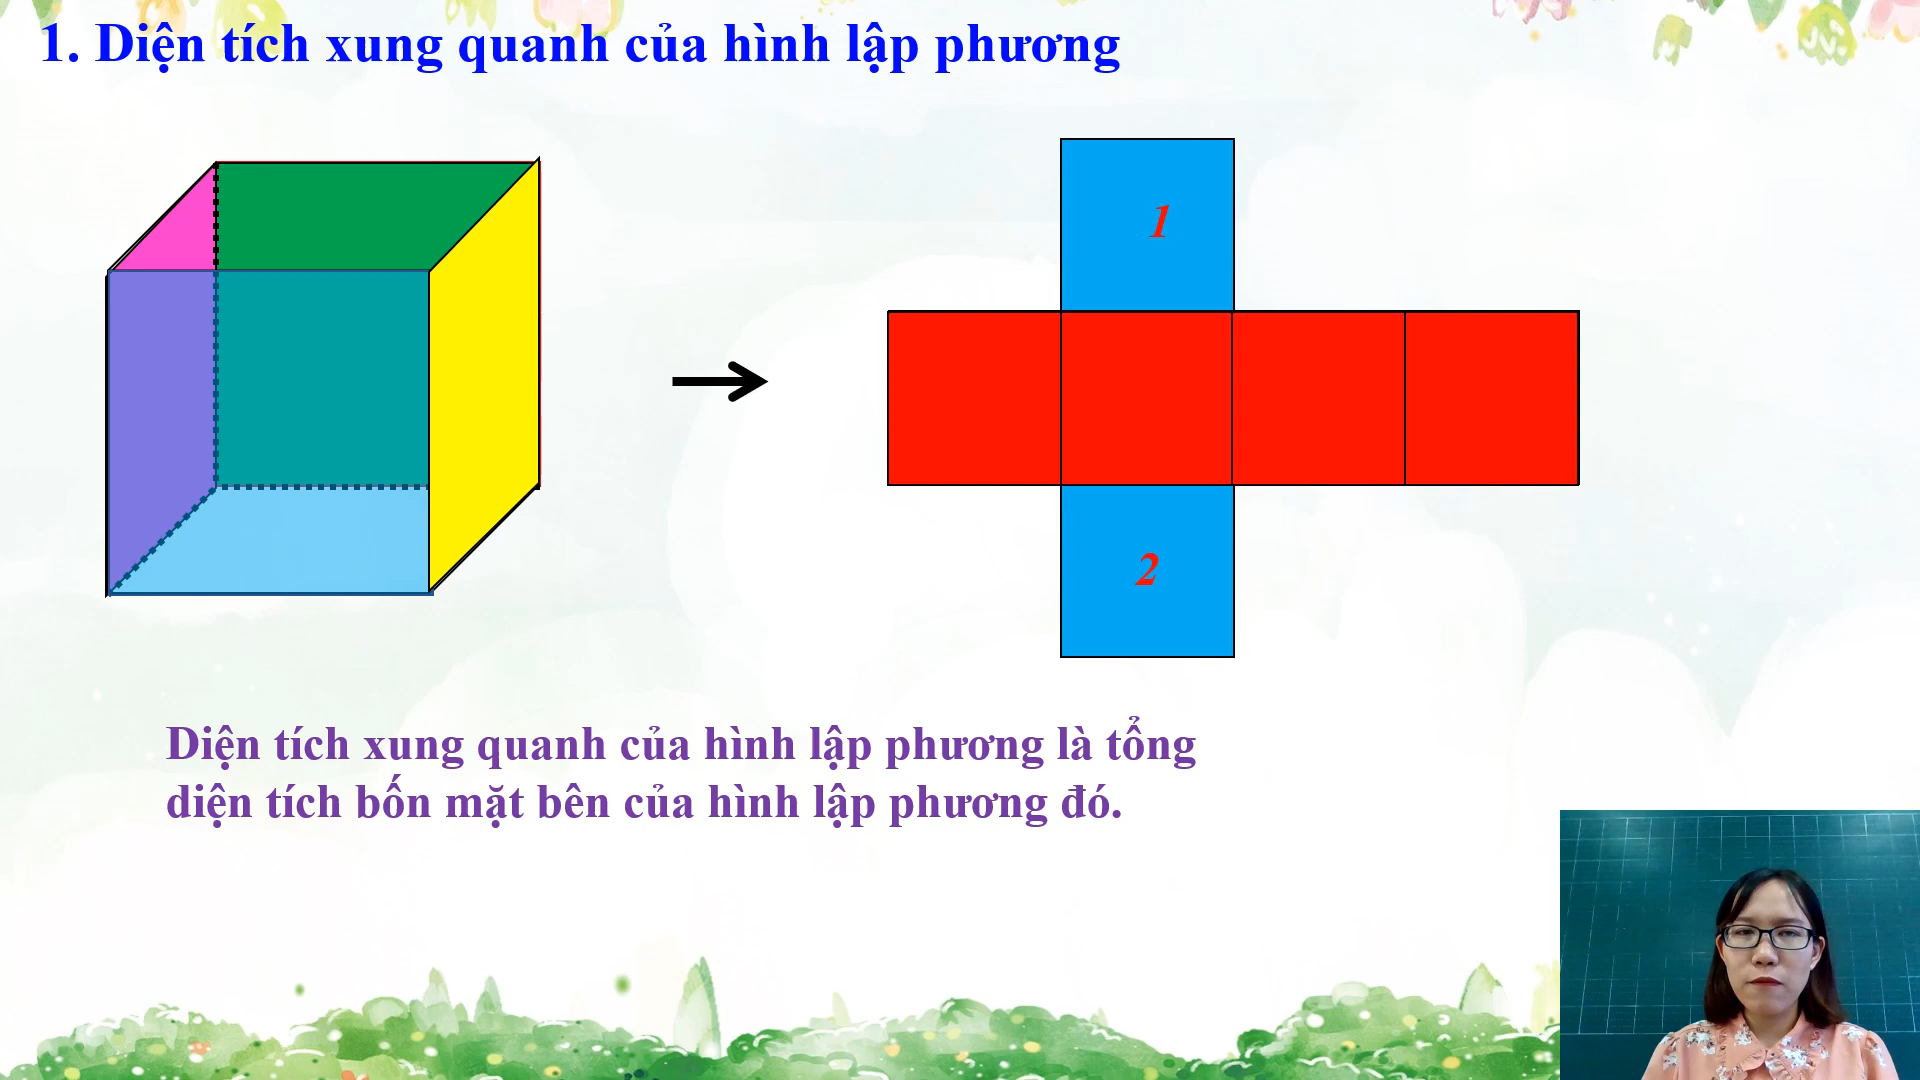 1. Diện tích xung quanh của hình lập phương
1
2
Diện tích xung quanh của hình lập phương là tổng
diện tích bốn mặt bên của hình lập phương đó.